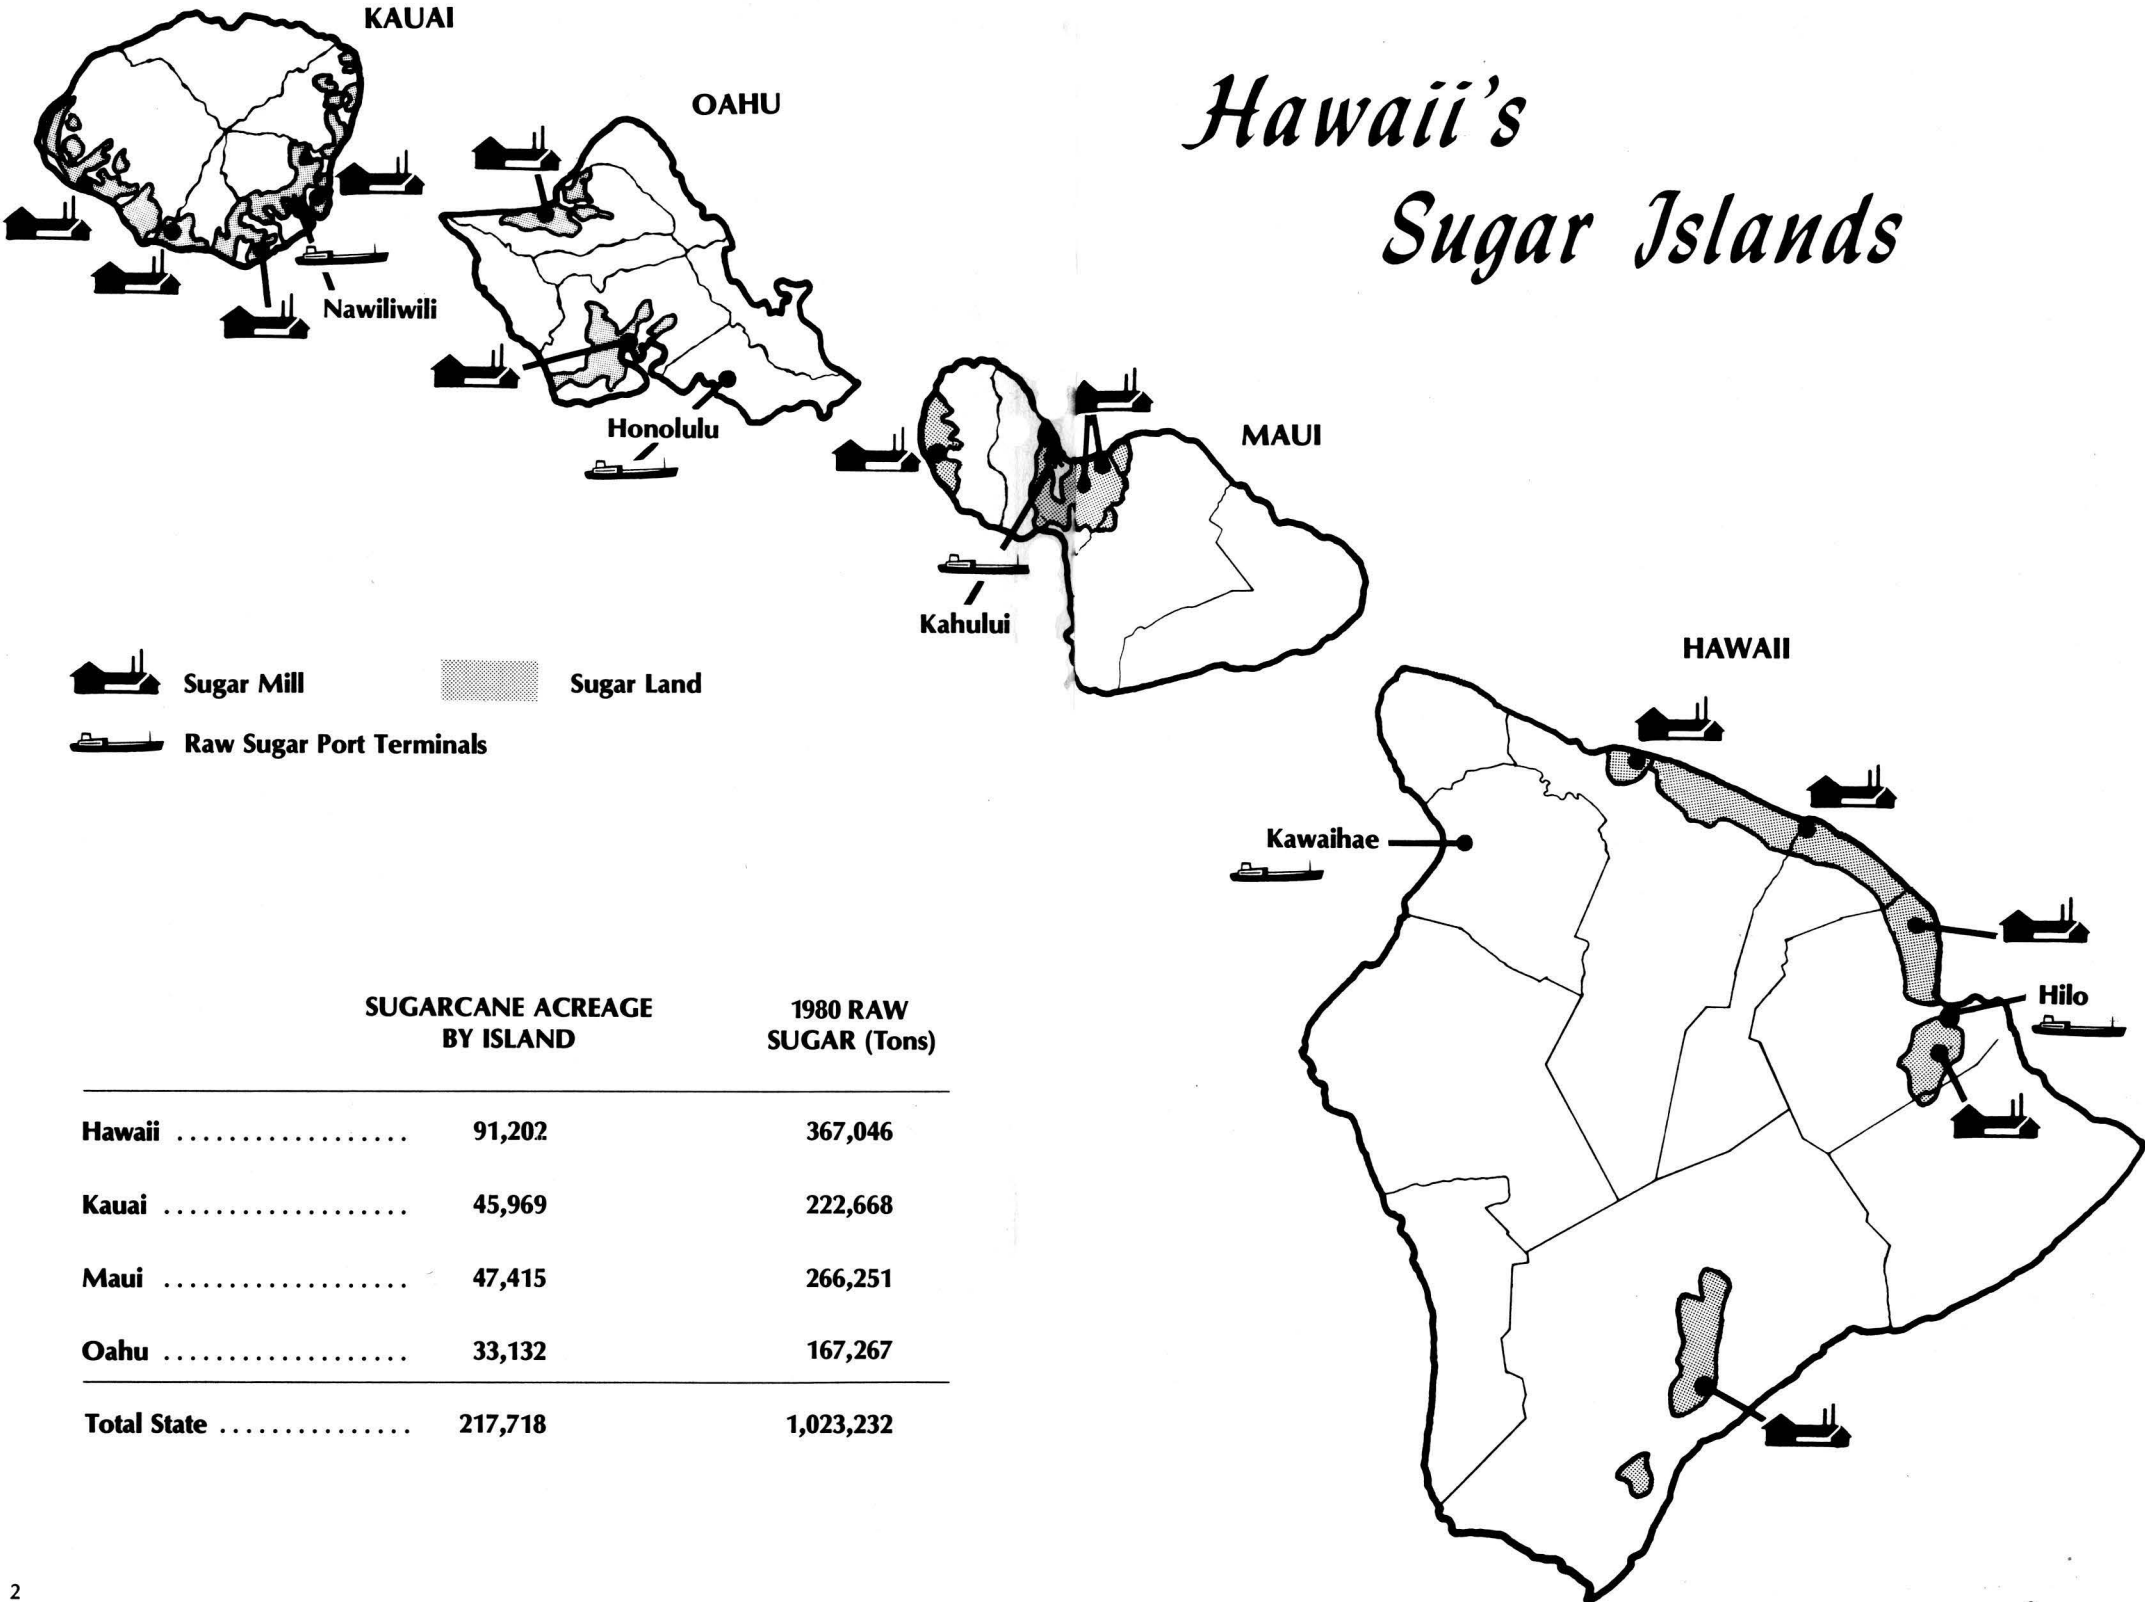 KAUAI
OAHU
Hawaii's
Sugar Islands
Nawiliwili
Honolulu
MAUI
Kahului
HAWAII
Sugar Mill
Sugar Land
Raw Sugar Port Terminals
Kawaihae
Hilo
SUGARCANE ACREAGE
BY ISLAND
1980 RAW
SUGAR (Tons)
Hawaii .................. 91,202 367,046
Kauai ................... 45,969 222,668
Maui ................... 47,415 266,251
Oahu ................... 33,132 167,267
Total State ............... 217,718 1,023,232
2